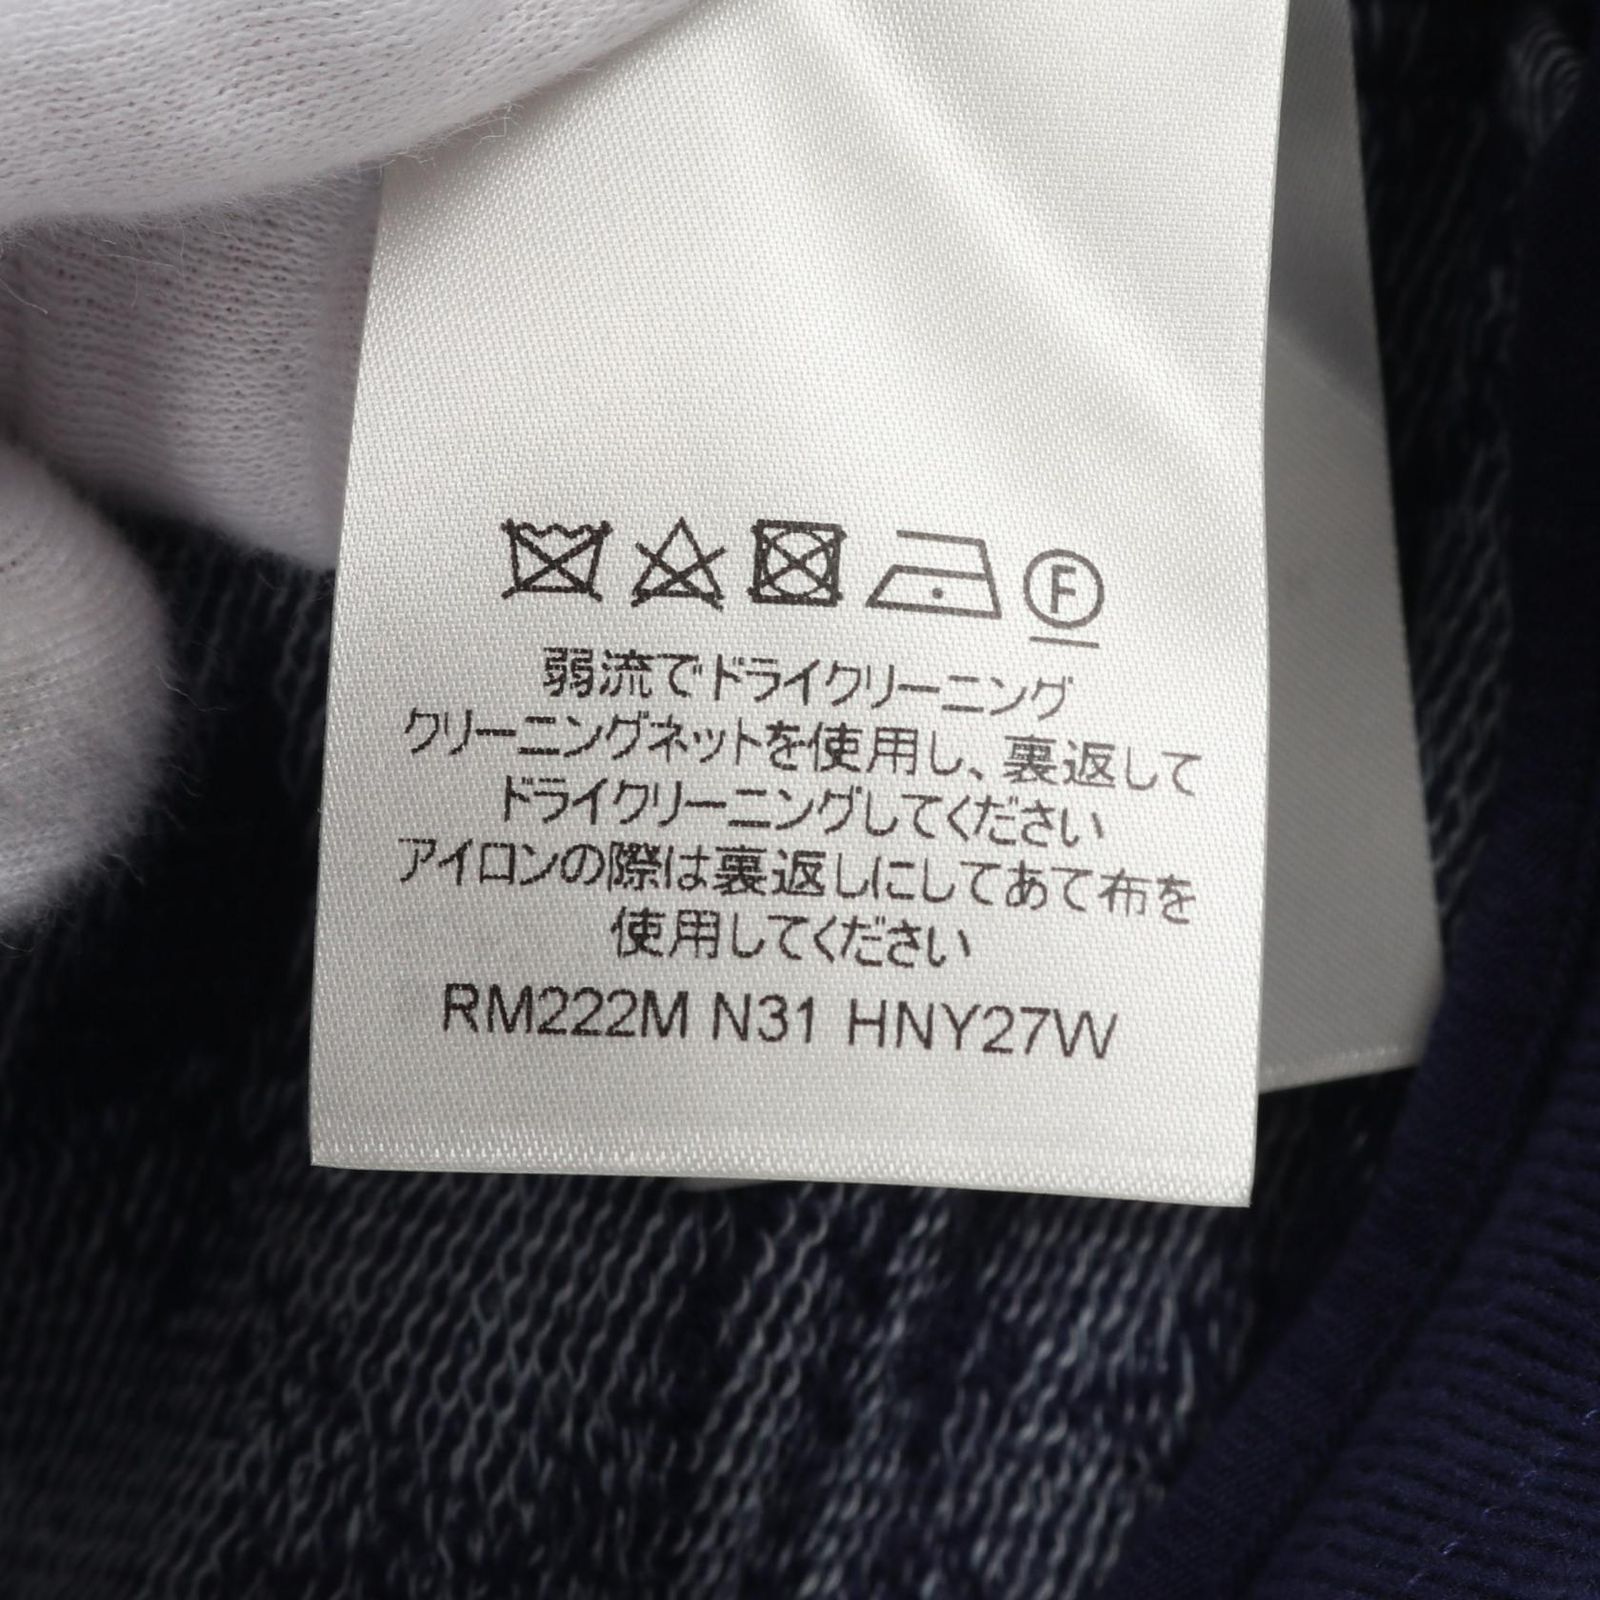 F
弱流でドライクリーニング
クリーニングネットを使用し、裏返して
ドライクリーニングしてください
アイロンの際は裏返しにしてあて布を
使用してください
RM222M N31 HNY27W